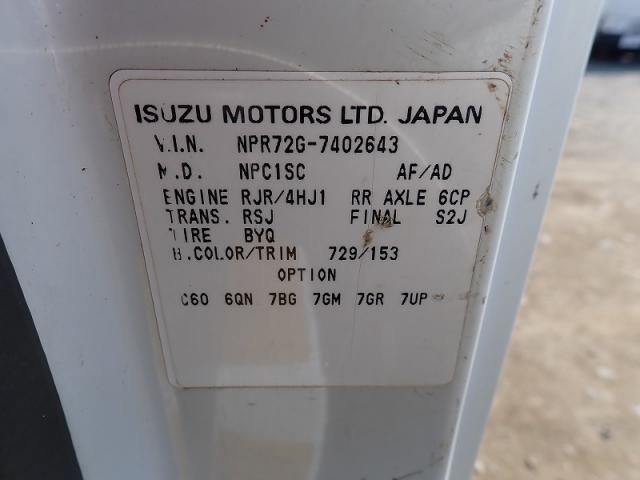 ISUZU MOTORS LTD. JAPAN
V.I.N. NPR72G-7402643
M.D. NPC1SC AF/AD
ENGINE RJR/4HJ1 RR AXLE 6CP
TRANS. RSJ FINAL S2J
TIRE BYQ
B.COLOR/TRIM 729/153
OPTION
C60 6QN 7BG 7GM 7GR 7UP